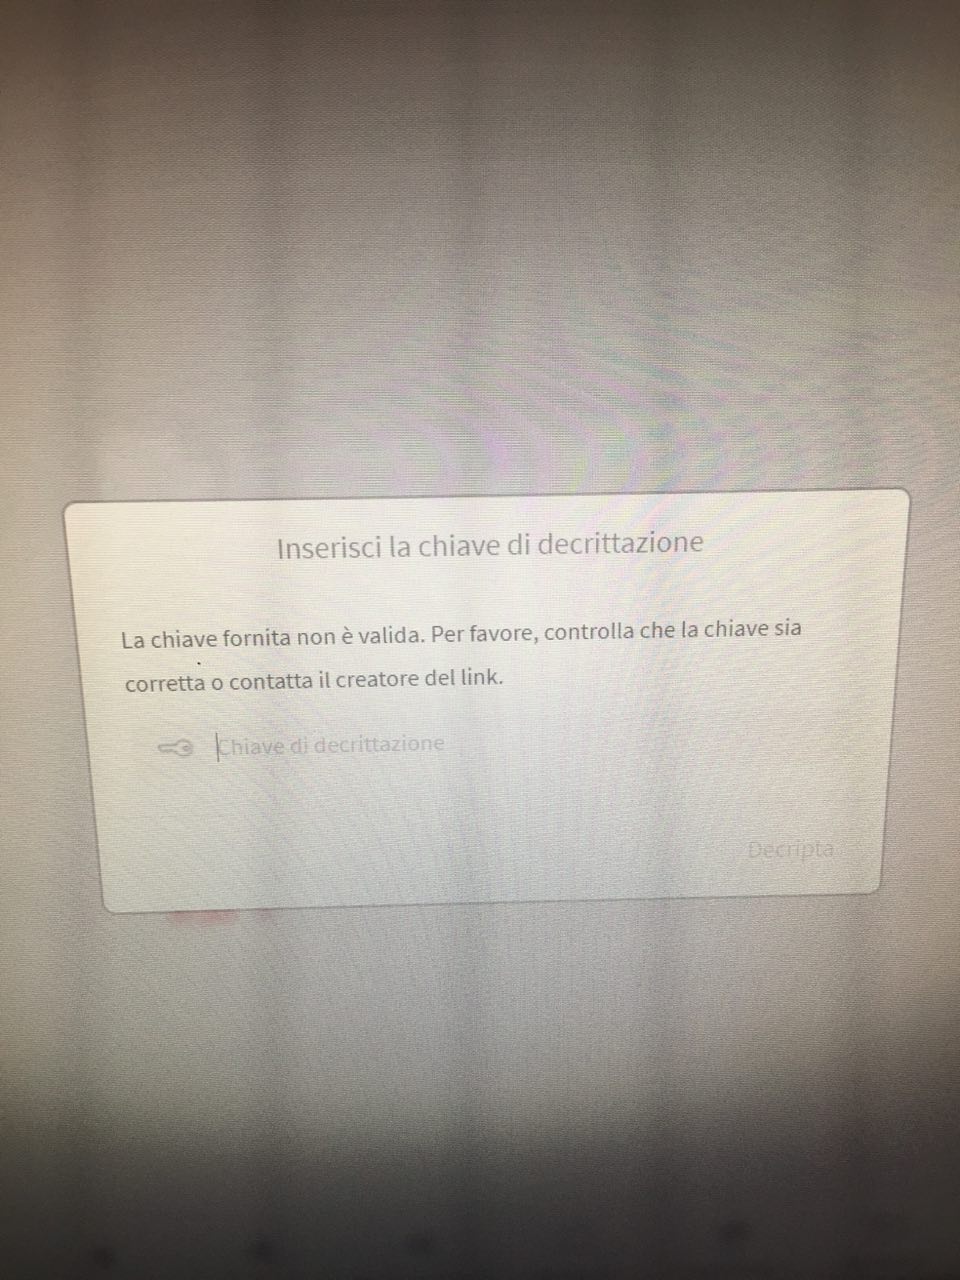 Inserisci la chiave di decrittazione
La chiave fornita non è valida. Per favore, controlla che la chiave sia
corretta o contatta il creatore del link.
Chiave di decrittazione
Decripta